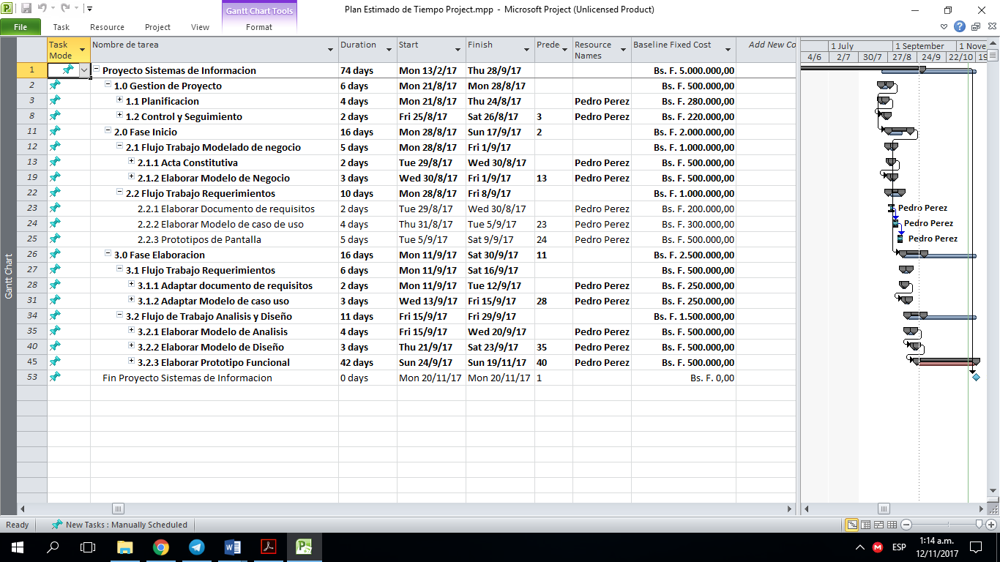 Plan Estimado de Tiempo Project.mpp - Microsoft Project (Unlicensed Product)
Gantt Chart Tools
File Task Resource Project View Format
Task Mode Nombre de tarea Duration Start Finish Prede Resource Names Baseline Fixed Cost Add New Co
1 July 1 September 1 Nove
4/6 2/7 30/7 27/8 24/9 22/10 19
1 Proyecto Sistemas de Informacion 74 days Mon 13/2/17 Thu 28/9/17 Bs. F. 5.000.000,00
2 1.0 Gestion de Proyecto 6 days Mon 21/8/17 Mon 28/8/17 Bs. F. 500.000,00
3 1.1 Planificacion 4 days Mon 21/8/17 Thu 24/8/17 Pedro Perez Bs. F. 280.000,00
8 1.2 Control y Seguimiento 2 days Fri 25/8/17 Sat 26/8/17 3 Pedro Perez Bs. F. 220.000,00
11 2.0 Fase Inicio 16 days Mon 28/8/17 Sun 17/9/17 2 Bs. F. 2.000.000,00
12 2.1 Flujo Trabajo Modelado de negocio 5 days Mon 28/8/17 Fri 1/9/17 Bs. F. 1.000.000,00
13 2.1.1 Acta Constitutiva 2 days Tue 29/8/17 Wed 30/8/17 Pedro Perez Bs. F. 500.000,00
19 2.1.2 Elaborar Modelo de Negocio 3 days Wed 30/8/17 Fri 1/9/17 13 Pedro Perez Bs. F. 500.000,00
22 2.2 Flujo Trabajo Requerimientos 10 days Mon 28/8/17 Fri 8/9/17 Bs. F. 1.000.000,00
23 2.2.1 Elaborar Documento de requisitos 2 days Tue 29/8/17 Wed 30/8/17 Pedro Perez Bs. F. 200.000,00 Pedro Perez
24 2.2.2 Elaborar Modelo de caso de uso 4 days Thu 31/8/17 Tue 5/9/17 23 Pedro Perez Bs. F. 300.000,00 Pedro Perez
25 2.2.3 Prototipos de Pantalla 5 days Tue 5/9/17 Sat 9/9/17 24 Pedro Perez Bs. F. 500.000,00 Pedro Perez
26 3.0 Fase Elaboracion 16 days Mon 11/9/17 Sat 30/9/17 11 Bs. F. 2.500.000,00
27 3.1 Flujo Trabajo Requerimientos 6 days Mon 11/9/17 Sat 16/9/17 Bs. F. 500.000,00
28 3.1.1 Adaptar documento de requisitos 2 days Mon 11/9/17 Tue 12/9/17 Pedro Perez Bs. F. 250.000,00
31 3.1.2 Adaptar Modelo de caso uso 3 days Wed 13/9/17 Fri 15/9/17 28 Pedro Perez Bs. F. 250.000,00
34 3.2 Flujo de Trabajo Analisis y Diseño 11 days Fri 15/9/17 Fri 29/9/17 Bs. F. 1.500.000,00
35 3.2.1 Elaborar Modelo de Analisis 4 days Fri 15/9/17 Wed 20/9/17 Pedro Perez Bs. F. 500.000,00
40 3.2.2 Elaborar Modelo de Diseño 3 days Thu 21/9/17 Sat 23/9/17 35 Pedro Perez Bs. F. 500.000,00
45 3.2.3 Elaborar Prototipo Funcional 42 days Sun 24/9/17 Sun 19/11/17 40 Pedro Perez Bs. F. 500.000,00
53 Fin Proyecto Sistemas de Informacion 0 days Mon 20/11/17 Mon 20/11/17 1 Bs. F. 0,00
Gantt Chart
Ready New Tasks : Manually Scheduled
ESP 1:14 a.m.
12/11/2017